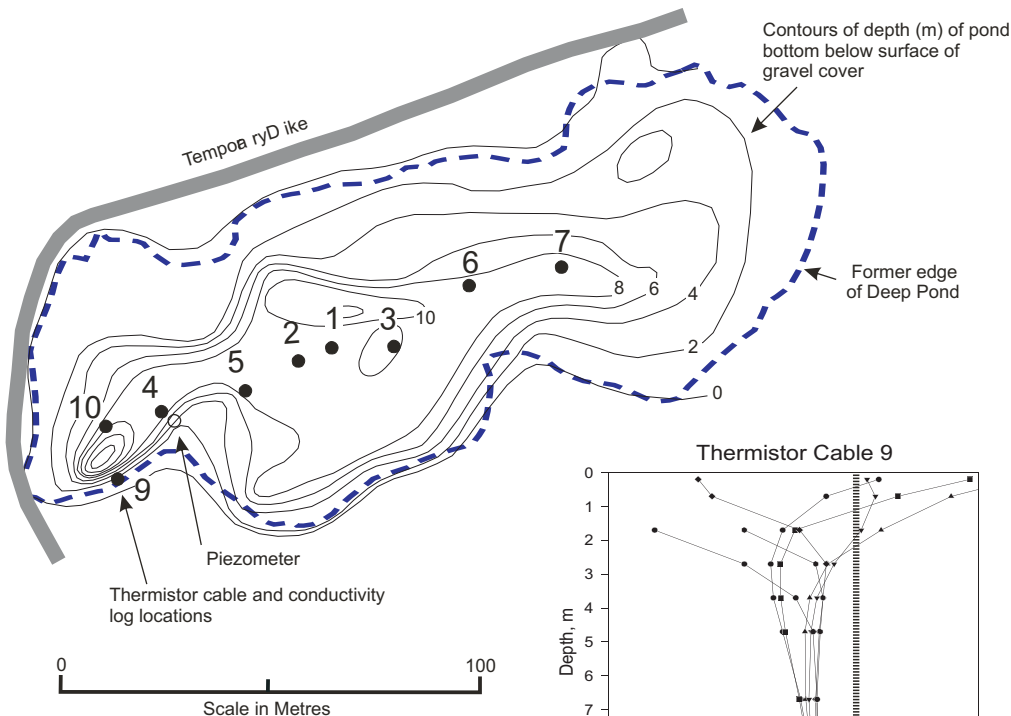 Contours of depth (m) of pond
bottom below surface of
gravel cover
Tempora ryD ike
7
6
8
6
4
Former edge
of Deep Pond
10
1
3
2
2
5
0
4
10
9
Piezometer
Thermistor cable and conductivity
log locations
0
100
Scale in Metres
Thermistor Cable 9
0
1
2
3
4
5
6
7
Depth, m